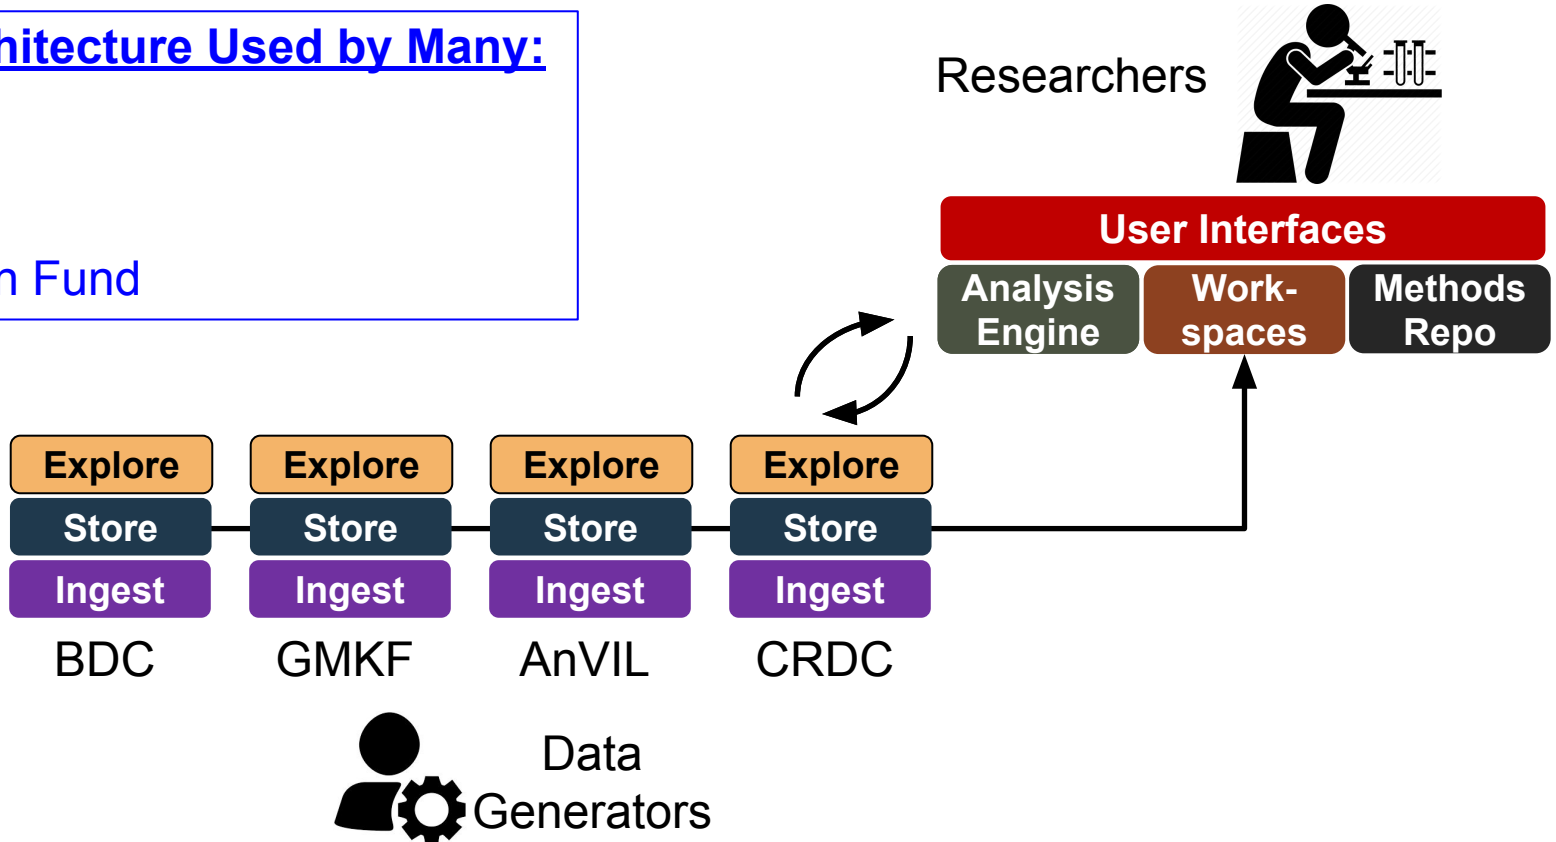 hitecture Used by Many:
n Fund
Researchers
User Interfaces
Analysis
Engine
Work-
spaces
Methods
Repo
Explore
Explore
Explore
Explore
Store
Store
Store
Store
Ingest
Ingest
Ingest
Ingest
BDC
GMKF
AnVIL
CRDC
Data
Generators